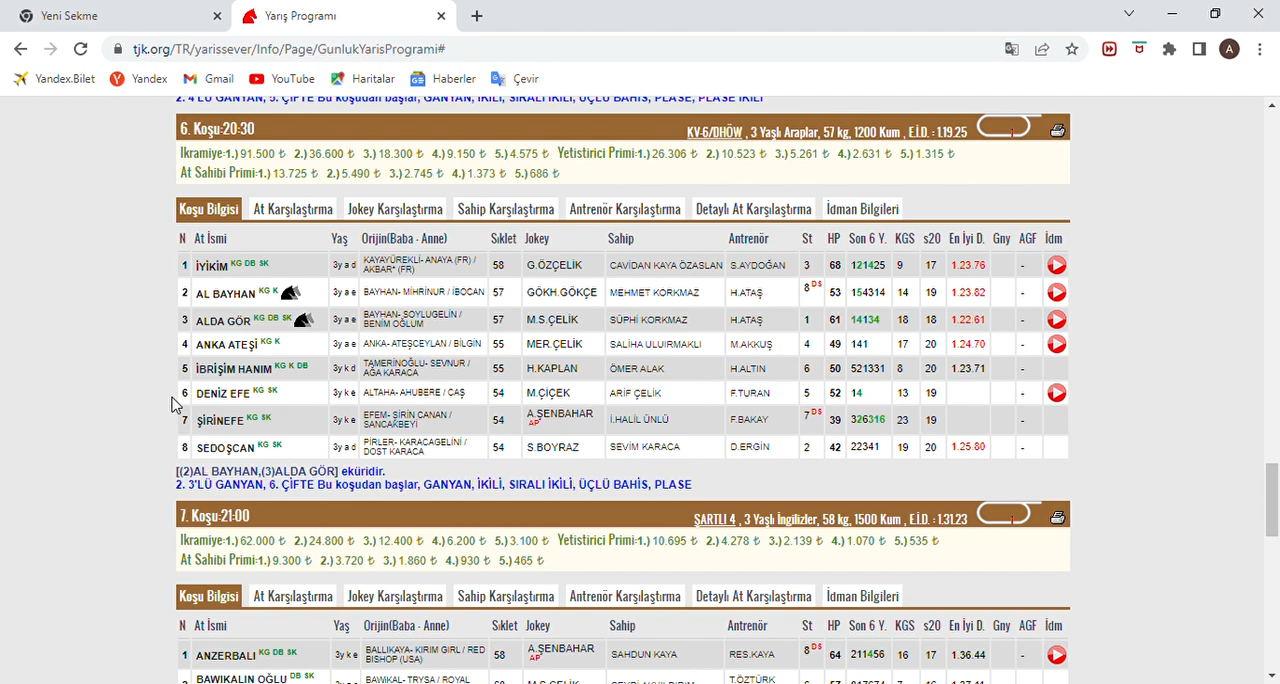 Yeni Sekme
Yarış Programı
tjk.org/TR/yarissever/Info/Page/GunlukYarisProgrami#
A
Yandex.Bilet Yandex Gmail YouTube Haritalar Haberler Çevir
2. 4'LÜ GANYAN, 5. ÇİFTE Bu koşudan başlar, GANYAN, İKİLİ, SIRALI İKİLİ, ÜÇLÜ BAHİS, PLASE, PLASE İKİLİ
6. Koşu:20:30 KV-6/DHÖW , 3 Yaşlı Araplar, 57 kg, 1200 Kum , E.İ.D. : 1.19.25
İkramiye:1.) 91.500 ₺ 2.) 36.600 ₺ 3.) 18.300 ₺ 4.) 9.150 ₺ 5.) 4.575 ₺ Yetistirici Primi:1.) 26.306 ₺ 2.) 10.523 ₺ 3.) 5.261 ₺ 4.) 2.631 ₺ 5.) 1.315 ₺
At Sahibi Primi:1.) 13.725 ₺ 2.) 5.490 ₺ 3.) 2.745 ₺ 4.) 1.373 ₺ 5.) 686 ₺
Koşu Bilgisi At Karşılaştırma Jokey Karşılaştırma Sahip Karşılaştırma Antrenör Karşılaştırma Detaylı At Karşılaştırma İdman Bilgileri
N At İsmi Yaş Orijin(Baba - Anne) Sıklet Jokey Sahip Antrenör St HP Son 6 Y. KGS s20 En İyi D. Gny AGF İdm
1 İYİKİM KG DB SK 3y a d KAYAYÜREKLİ- ANAYA (FR) / AKBAR* (FR) 58 G.ÖZÇELİK CAVİDAN KAYA ÖZASLAN S.AYDOĞAN 3 68 121425 9 17 1.23.76 -
2 AL BAYHAN KG K 3y a e BAYHAN- MİHRİNUR / İBOCAN 57 GÖKH.GÖKÇE MEHMET KORKMAZ H.ATAŞ 8 DS 53 154314 14 19 1.23.82 -
3 ALDA GÖR KG DB SK 3y a e BAYHAN- SOYLUGELİN / BENİM OĞLUM 57 M.S.ÇELİK SÜPHİ KORKMAZ H.ATAŞ 1 61 14134 18 18 1.22.61 -
4 ANKA ATEŞİ KG K 3y a e ANKA- ATEŞCEYLAN / BİLGİN 55 MER.ÇELİK SALİHA ULUIRMAKLI M.AKKUŞ 4 49 141 17 20 1.24.70 -
5 İBRİŞİM HANIM KG K DB 3y k d TAMERİNOĞLU- SEVNUR / AĞA KARACA 55 H.KAPLAN ÖMER ALAK H.ALTIN 6 50 521331 8 20 1.23.71 -
6 DENİZ EFE KG SK 3y k e ALTAHA- AHUBERE / CAŞ 54 M.ÇİÇEK ARİF ÇELİK F.TURAN 5 52 14 13 19 -
7 ŞİRİNEFE KG SK 3y k e EFEM- ŞİRİN CANAN / SANCAKBEYİ 54 A.ŞENBAHAR AP İ.HALİL ÜNLÜ F.BAKAY 7 DS 39 326316 23 19 -
8 SEDOŞCAN KG SK 3y a d PİRLER- KARACAGELİNİ / DOST KARACA 54 S.BOYRAZ SEVİM KARACA D.ERGİN 2 42 22341 19 20 1.25.80 -
[(2)AL BAYHAN,(3)ALDA GÖR] eküridir.
2. 3'LÜ GANYAN, 6. ÇİFTE Bu koşudan başlar, GANYAN, İKİLİ, SIRALI İKİLİ, ÜÇLÜ BAHİS, PLASE
7. Koşu:21:00 ŞARTLI 4 , 3 Yaşlı İngilizler, 58 kg, 1500 Kum , E.İ.D. : 1.31.23
İkramiye:1.) 62.000 ₺ 2.) 24.800 ₺ 3.) 12.400 ₺ 4.) 6.200 ₺ 5.) 3.100 ₺ Yetistirici Primi:1.) 10.695 ₺ 2.) 4.278 ₺ 3.) 2.139 ₺ 4.) 1.070 ₺ 5.) 535 ₺
At Sahibi Primi:1.) 9.300 ₺ 2.) 3.720 ₺ 3.) 1.860 ₺ 4.) 930 ₺ 5.) 465 ₺
Koşu Bilgisi At Karşılaştırma Jokey Karşılaştırma Sahip Karşılaştırma Antrenör Karşılaştırma Detaylı At Karşılaştırma İdman Bilgileri
N At İsmi Yaş Orijin(Baba - Anne) Sıklet Jokey Sahip Antrenör St HP Son 6 Y. KGS s20 En İyi D. Gny AGF İdm
1 ANZERBALI KG DB SK 3y k e BALLIKAYA- KIRIM GIRL / RED BISHOP (USA) 58 A.ŞENBAHAR AP SAHDUN KAYA RES.KAYA 8 DS 64 211456 16 17 1.36.44 -
BAWIKALIN OĞLU DB SK BAWIKAL- TRYSA / ROYAL T.ÖZTÜRK